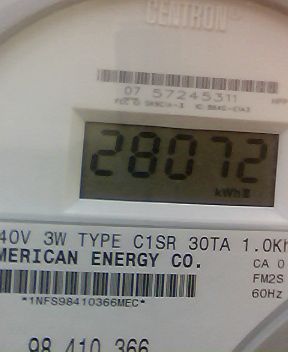 CENTRON®
07 57245311
28072
kWh
40V 3W TYPE C1SR 30TA 1.0Kh
MERICAN ENERGY CO.
CA 0
FM2S
60Hz
*1NFS98410366MEC*
98 410 366